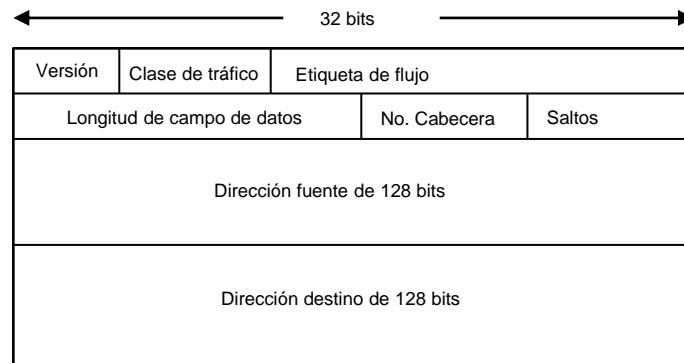 32 bits
Versión Clase de tráfico Etiqueta de flujo
Longitud de campo de datos No. Cabecera Saltos
Dirección fuente de 128 bits
Dirección destino de 128 bits